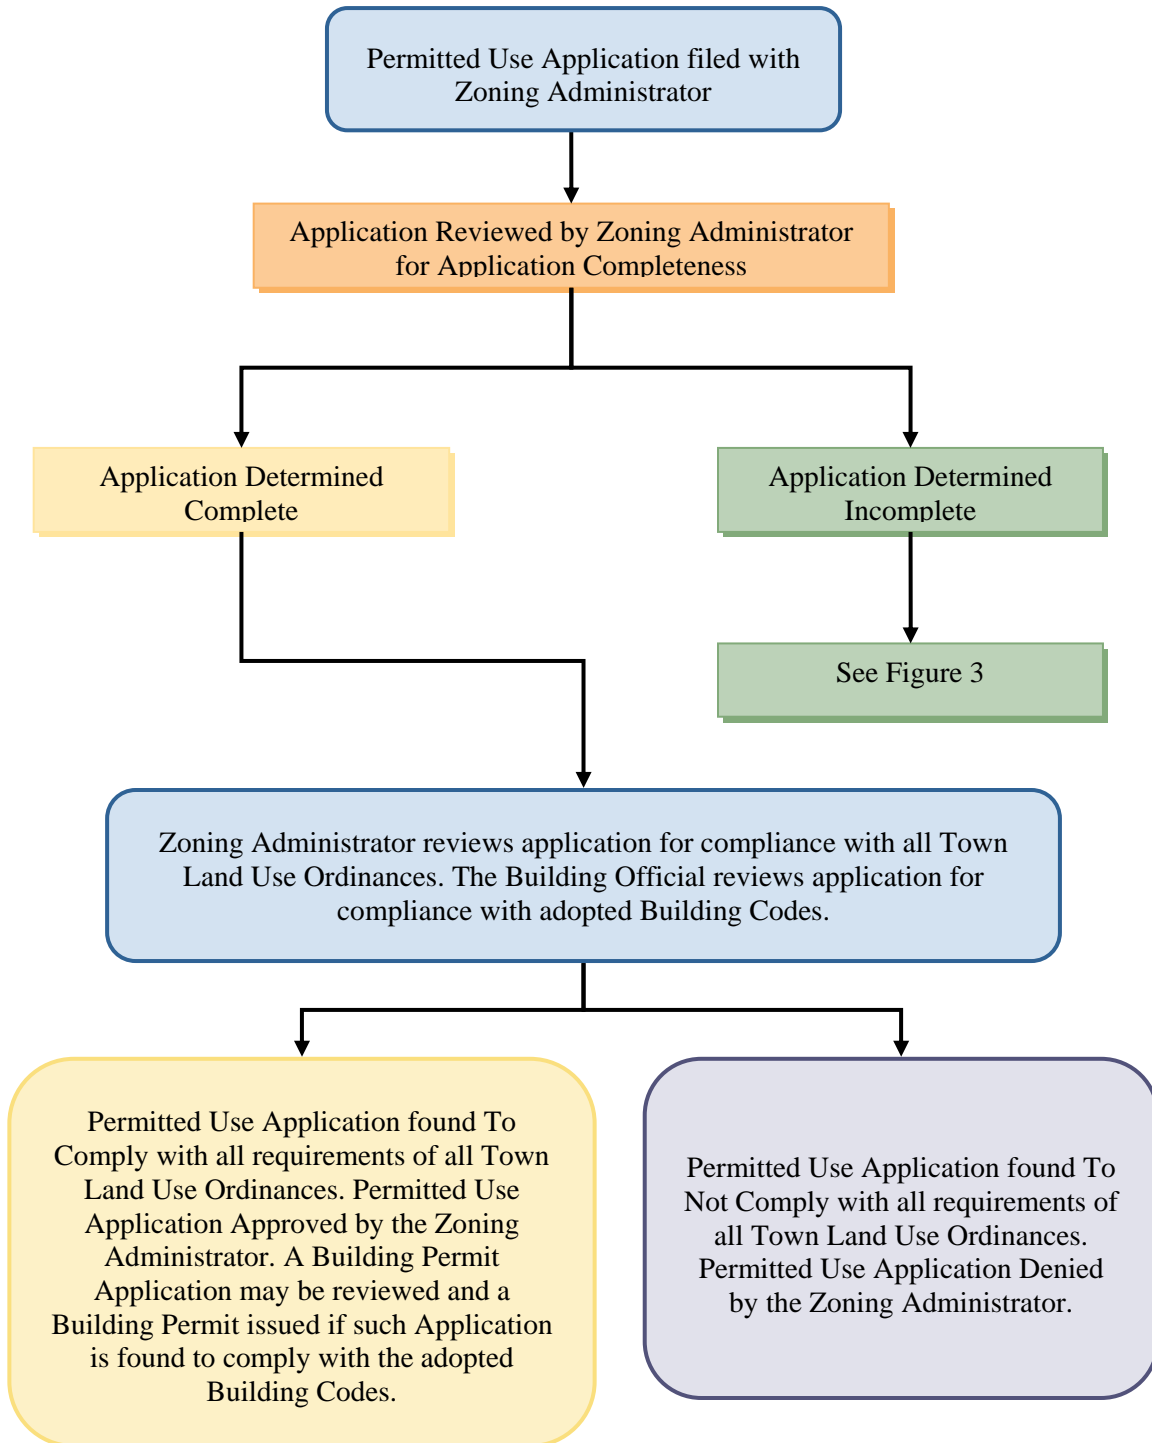 Permitted Use Application filed with
Zoning Administrator
Application Reviewed by Zoning Administrator
for Application Completeness
Application Determined
Complete
Application Determined
Incomplete
See Figure 3
Zoning Administrator reviews application for compliance with all Town
Land Use Ordinances. The Building Official reviews application for
compliance with adopted Building Codes.
Permitted Use Application found To
Comply with all requirements of all Town
Land Use Ordinances. Permitted Use
Application Approved by the Zoning
Administrator. A Building Permit
Application may be reviewed and a
Building Permit issued if such Application
is found to comply with the adopted
Building Codes.
Permitted Use Application found To
Not Comply with all requirements of
all Town Land Use Ordinances.
Permitted Use Application Denied
by the Zoning Administrator.